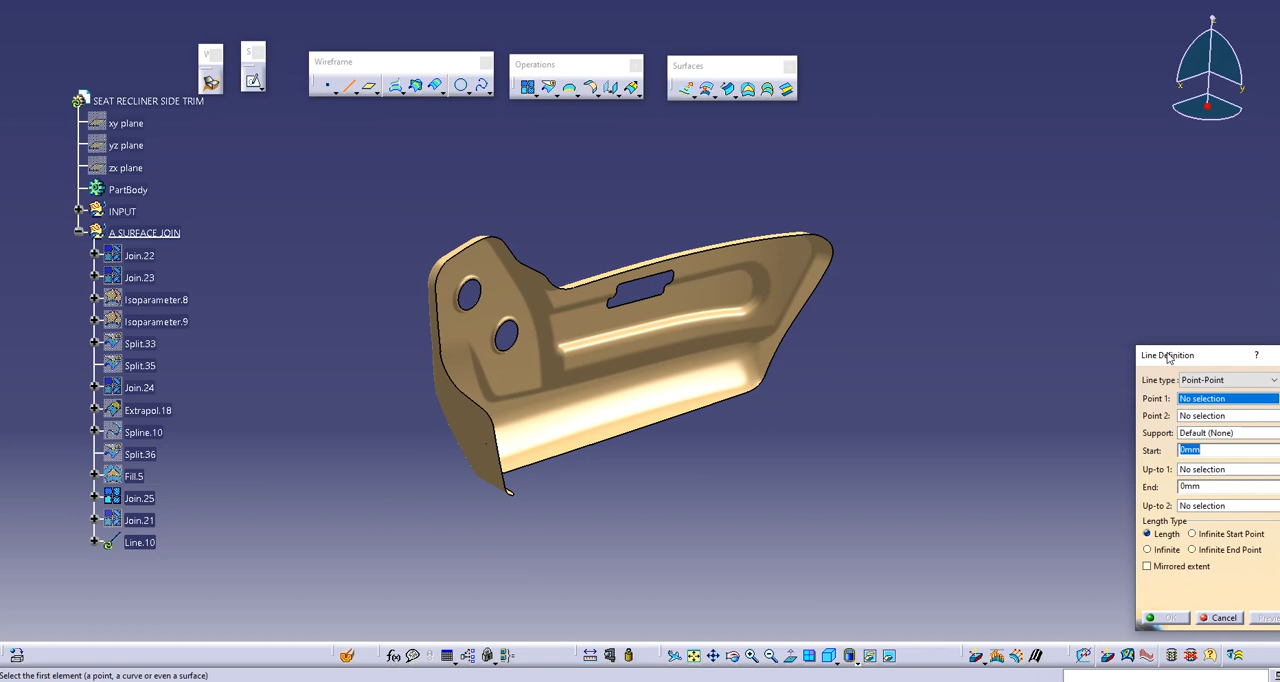 W
S
Wireframe
Operations
Surfaces
SEAT RECLINER SIDE TRIM
xy plane
yz plane
zx plane
PartBody
INPUT
A SURFACE JOIN
Join.22
Join.23
Isoparameter.8
Isoparameter.9
Split.33
Split.35
Join.24
Extrapol.18
Spline.10
Split.36
Fill.5
Join.25
Join.21
Line.10
x
y
z
Line Definition ?
Line type : Point-Point
Point 1: No selection
Point 2: No selection
Support: Default (None)
Start: 0mm
Up-to 1: No selection
End: 0mm
Up-to 2: No selection
Length Type
Length Infinite Start Point
Infinite Infinite End Point
Mirrored extent
OK Cancel Previe
f(x)
Select the first element (a point, a curve or even a surface)